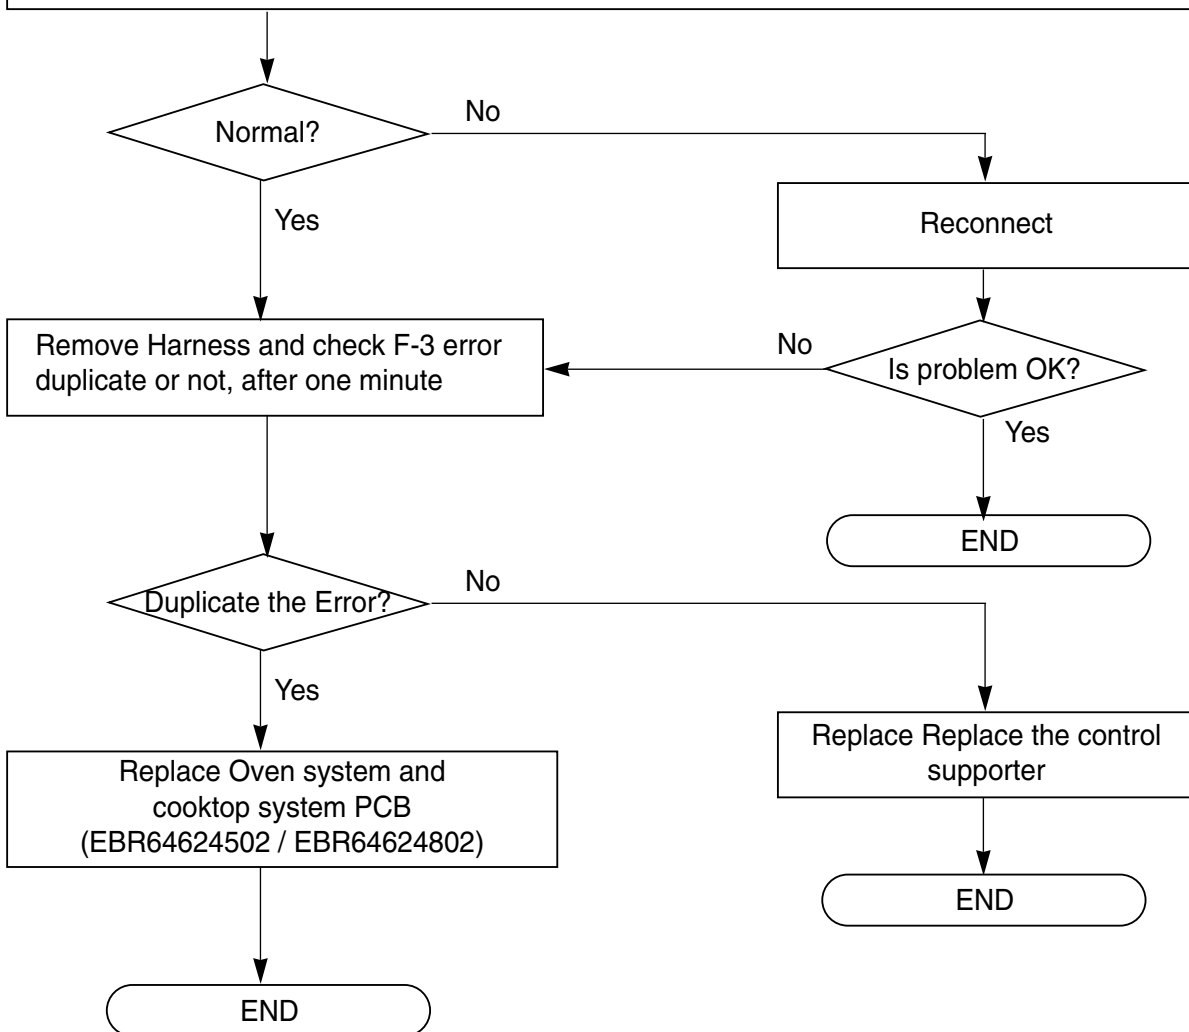 Normal?
No
Yes
Reconnect
Remove Harness and check F-3 error
duplicate or not, after one minute
No
Is problem OK?
Yes
END
Duplicate the Error?
No
Yes
Replace Replace the control
supporter
Replace Oven system and
cooktop system PCB
(EBR64624502 / EBR64624802)
END
END